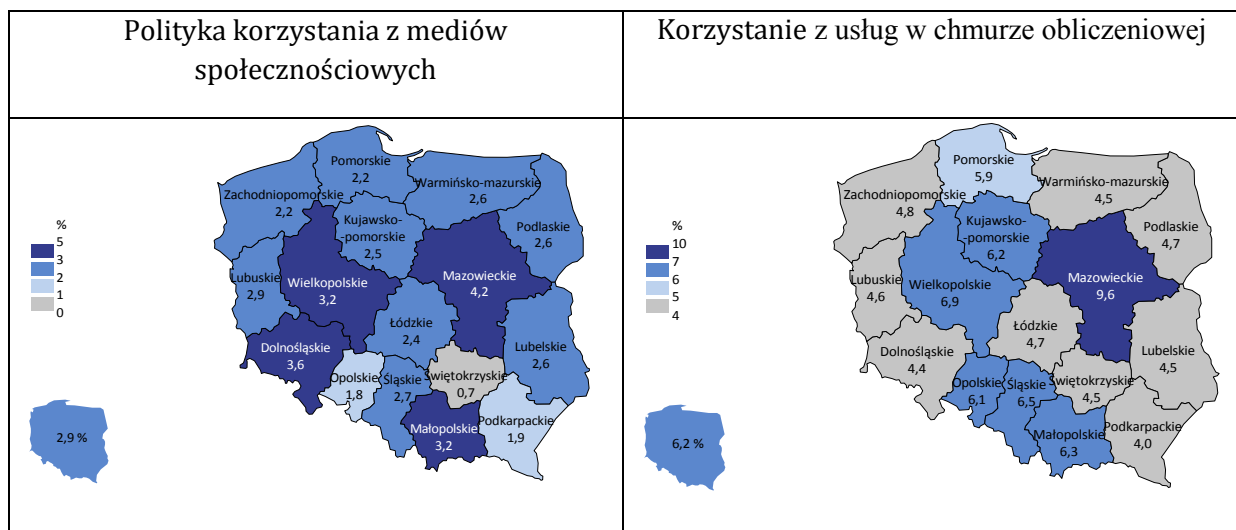 Polityka korzystania z mediów
społecznościowych
Korzystanie z usług w chmurze obliczeniowej
Pomorskie
2,2
Warmińsko-mazurskie
2,6
Zachodniopomorskie
2,2
Kujawsko-
-pomorskie
2,5
Podlaskie
2,6
%
5
3
2
1
0
Lubuskie
2,9
Wielkopolskie
3,2
Mazowieckie
4,2
Łódzkie
2,4
Dolnośląskie
3,6
Lubelskie
2,6
Opolskie
1,8
Śląskie
2,7
Świętokrzyskie
0,7
Małopolskie
3,2
Podkarpackie
1,9
2,9 %
Pomorskie
5,9
Warmińsko-mazurskie
4,5
Zachodniopomorskie
4,8
Kujawsko-
-pomorskie
6,2
Podlaskie
4,7
%
10
7
6
5
4
Lubuskie
4,6
Wielkopolskie
6,9
Mazowieckie
9,6
Łódzkie
4,7
Dolnośląskie
4,4
Lubelskie
4,5
Opolskie
6,1
Śląskie
6,5
Świętokrzyskie
4,5
Małopolskie
6,3
Podkarpackie
4,0
6,2 %